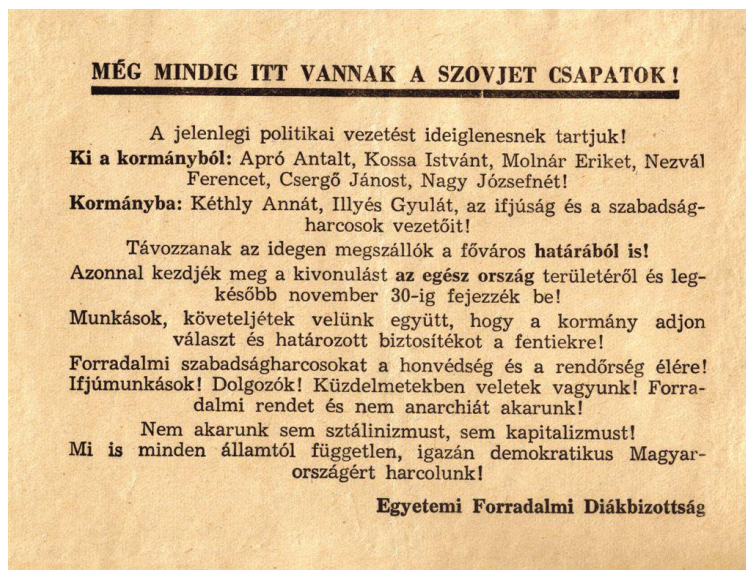 MÉG MINDIG ITT VANNAK A SZOVJET CSAPATOK!
A jelenlegi politikai vezetést ideiglenesnek tartjuk!
Ki a kormányból: Apró Antalt, Kossa Istvánt, Molnár Eriket, Nezvál
Ferencet, Csergő Jánost, Nagy Józsefnét!
Kormányba: Kéthly Annát, Illyés Gyulát, az ifjúság és a szabadság-
harcosok vezetőit!
Távozzanak az idegen megszállók a főváros határából is!
Azonnal kezdjék meg a kivonulást az egész ország területéről és leg-
később november 30-ig fejezzék be!
Munkások, követeljétek velünk együtt, hogy a kormány adjon
választ és határozott biztosítékot a fentiekre!
Forradalmi szabadságharcosokat a honvédség és a rendőrség élére!
Ifjúmunkások! Dolgozók! Küzdelmetekben veletek vagyunk! Forra-
dalmi rendet és nem anarchiát akarunk!
Nem akarunk sem sztálinizmust, sem kapitalizmust!
Mi is minden államtól független, igazán demokratikus Magyar-
országért harcolunk!
Egyetemi Forradalmi Diákbizottság